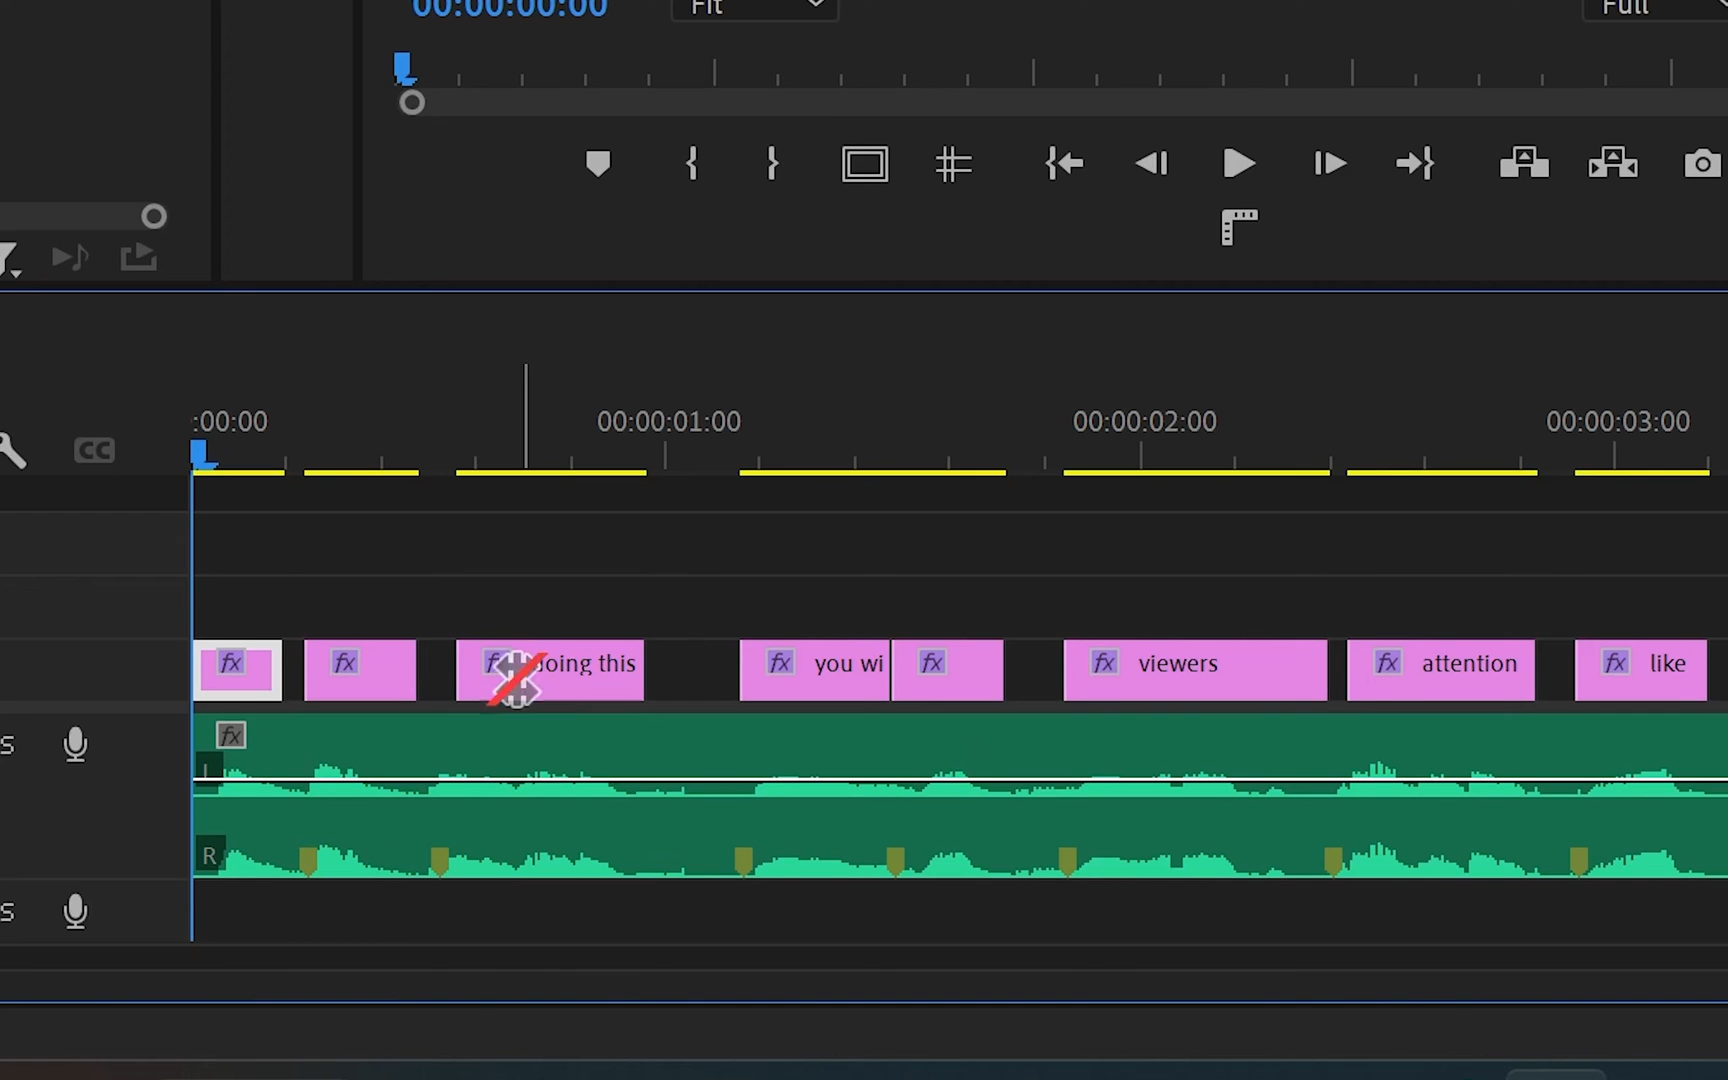 00:00:00:00
Fit
Full
CC
:00:00
00:00:01:00
00:00:02:00
00:00:03:00
fx
fx
doing this
fx
you wi
fx
fx
viewers
fx
attention
fx
like
S
fx
L
R
S